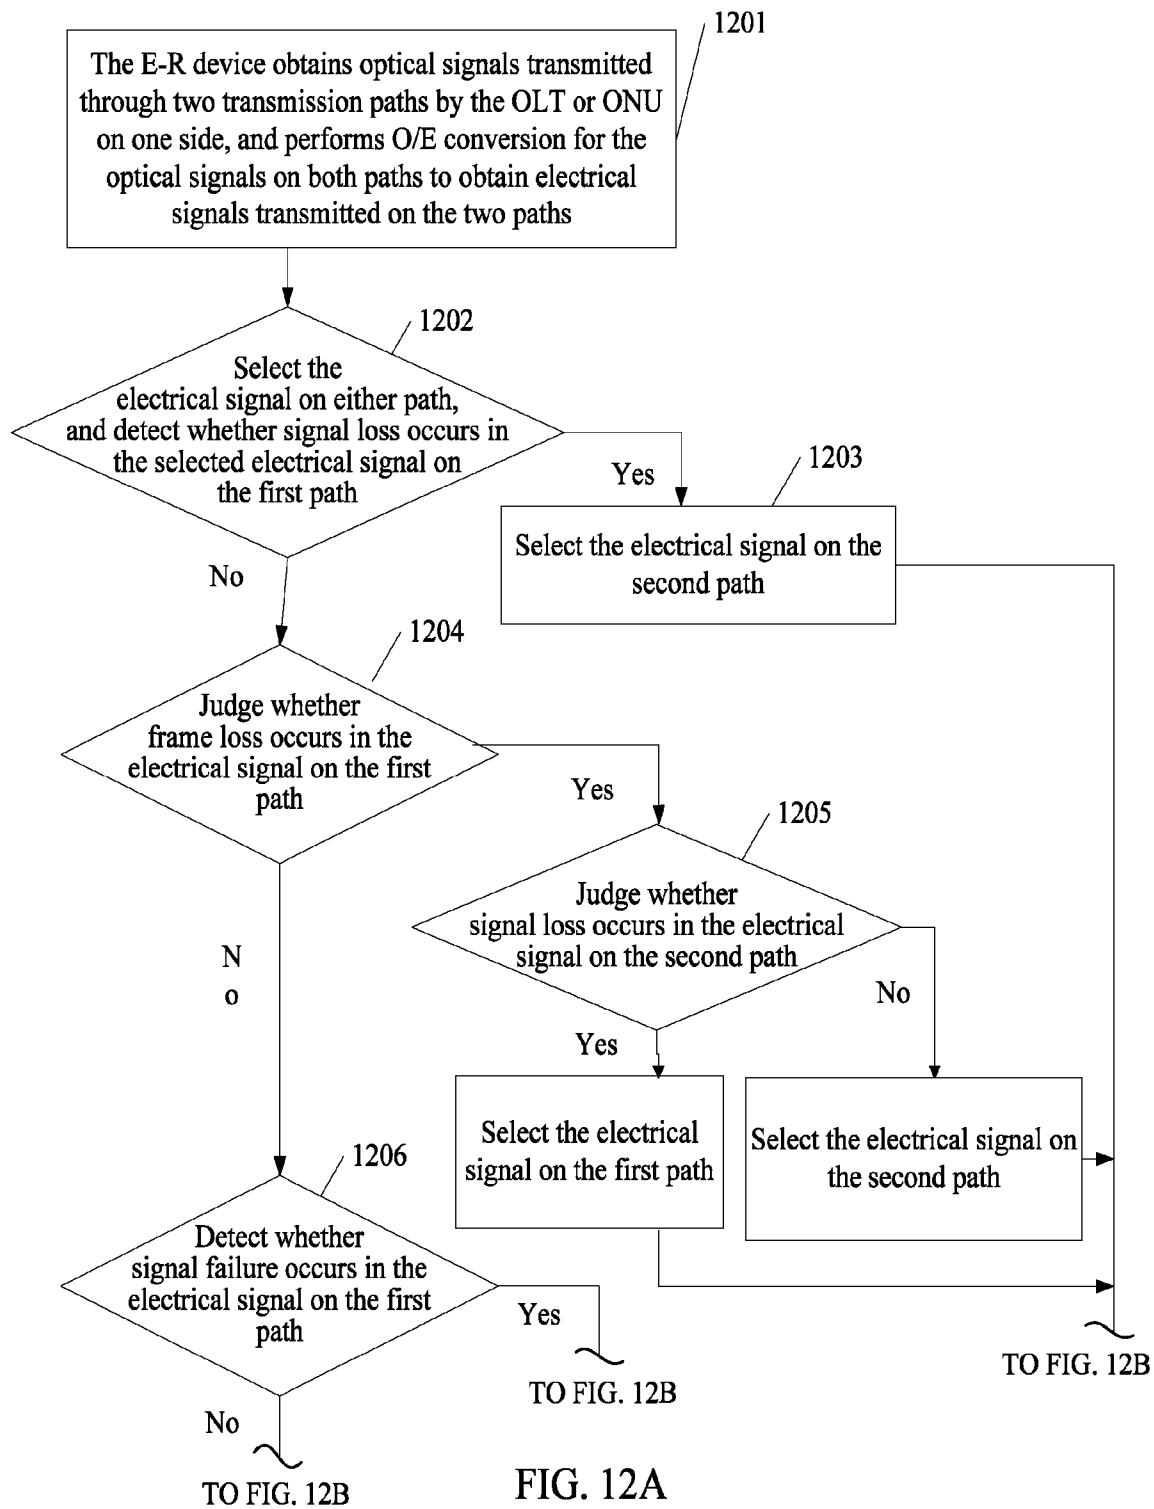 1201
The E-R device obtains optical signals transmitted
through two transmission paths by the OLT or ONU
on one side, and performs O/E conversion for the
optical signals on both paths to obtain electrical
signals transmitted on the two paths
1202
Select the
electrical signal on either path,
and detect whether signal loss occurs in
the selected electrical signal on
the first path
Yes
1203
Select the electrical signal on the
second path
No
1204
Judge whether
frame loss occurs in the
electrical signal on the first
path
Yes
1205
Judge whether
signal loss occurs in the electrical
signal on the second path
N
o
No
Yes
Select the electrical
signal on the first path
Select the electrical signal on
the second path
1206
Detect whether
signal failure occurs in the
electrical signal on the first
path
Yes
TO FIG. 12B
TO FIG. 12B
No
TO FIG. 12B
FIG. 12A